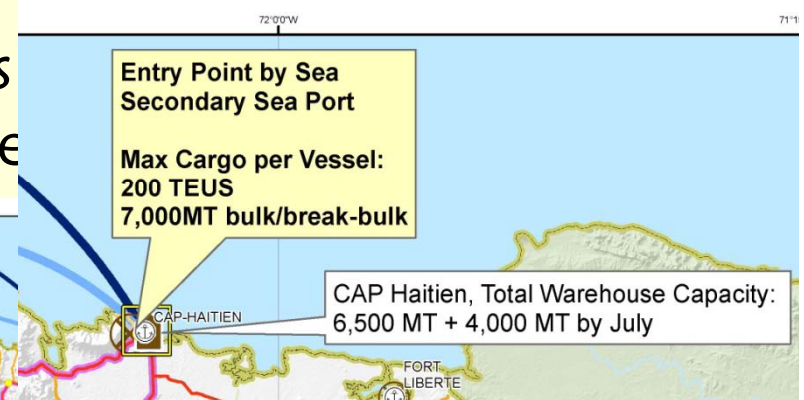 72°0'0"W
Entry Point by Sea
Secondary Sea Port
Max Cargo per Vessel:
200 TEUS
7,000MT bulk/break-bulk
CAP Haitien, Total Warehouse Capacity:
6,500 MT + 4,000 MT by July
CAP-HAITIEN
FORT
LIBERTE